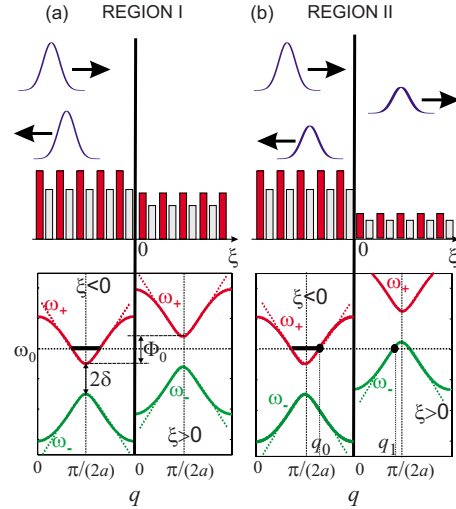 (a) REGION I
(b) REGION II
0 ξ
0 ξ
ω₊ ξ<0
ω₀
Φ₀
2δ
ω₋
ω₋ ξ>0
0 π/(2a) 0 π/(2a)
q
ω₊ ξ<0
ω₊
ω₋
ω₋ ξ>0
q₀ q₁
0 π/(2a) 0 π/(2a)
q